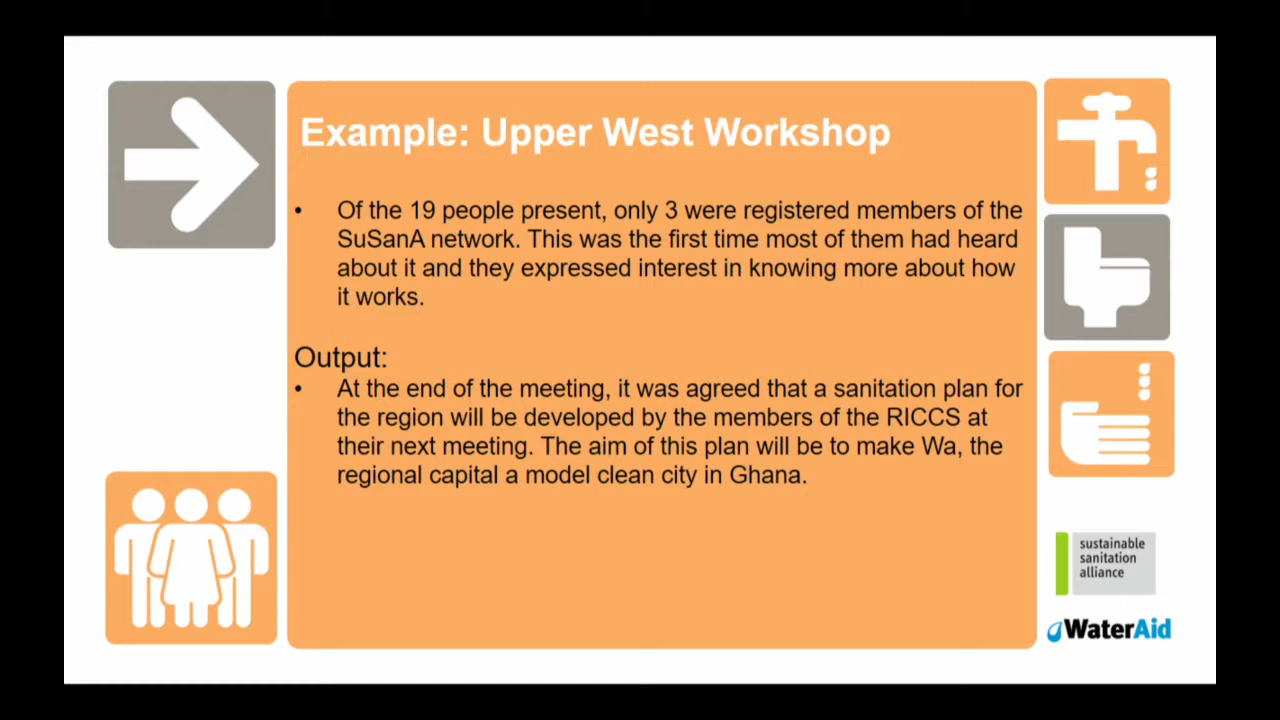 Example: Upper West Workshop
• Of the 19 people present, only 3 were registered members of the
SuSanA network. This was the first time most of them had heard
about it and they expressed interest in knowing more about how
it works.
Output:
• At the end of the meeting, it was agreed that a sanitation plan for
the region will be developed by the members of the RICCS at
their next meeting. The aim of this plan will be to make Wa, the
regional capital a model clean city in Ghana.
sustainable
sanitation
alliance
WaterAid